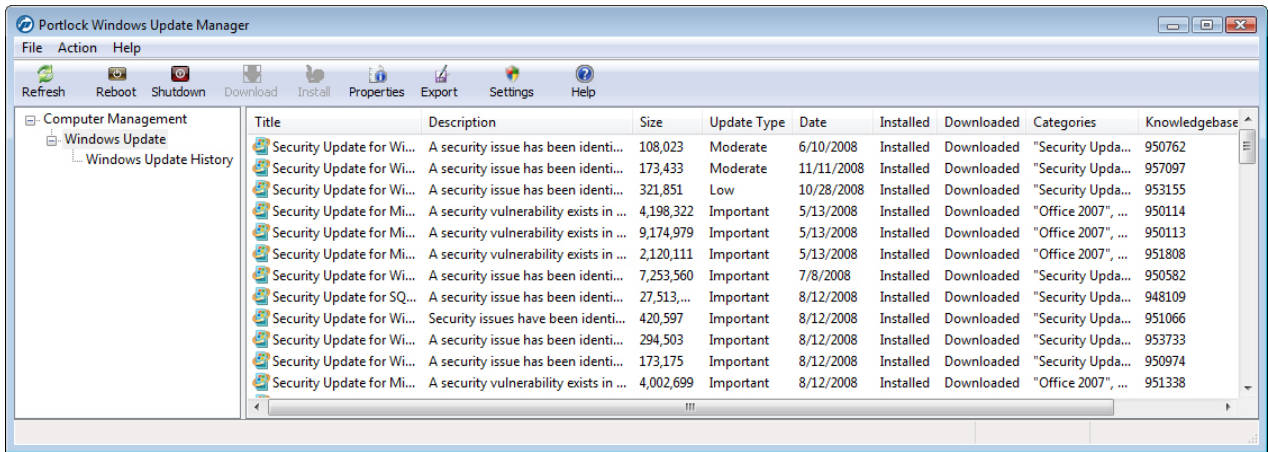 Portlock Windows Update Manager
File Action Help
Refresh Reboot Shutdown Download Install Properties Export Settings Help
Computer Management
Windows Update
Windows Update History
Title Description Size Update Type Date Installed Downloaded Categories Knowledgebase
Security Update for Wi... A security issue has been identi... 108,023 Moderate 6/10/2008 Installed Downloaded "Security Upda... 950762
Security Update for Wi... A security issue has been identi... 173,433 Moderate 11/11/2008 Installed Downloaded "Security Upda... 957097
Security Update for Wi... A security issue has been identi... 321,851 Low 10/28/2008 Installed Downloaded "Security Upda... 953155
Security Update for Mi... A security vulnerability exists in ... 4,198,322 Important 5/13/2008 Installed Downloaded "Office 2007", ... 950114
Security Update for Mi... A security vulnerability exists in ... 9,174,979 Important 5/13/2008 Installed Downloaded "Office 2007", ... 950113
Security Update for Mi... A security vulnerability exists in ... 2,120,111 Important 5/13/2008 Installed Downloaded "Office 2007", ... 951808
Security Update for Wi... A security issue has been identi... 7,253,560 Important 7/8/2008 Installed Downloaded "Security Upda... 950582
Security Update for SQ... A security issue has been identi... 27,513,... Important 8/12/2008 Installed Downloaded "Security Upda... 948109
Security Update for Wi... Security issues have been identi... 420,597 Important 8/12/2008 Installed Downloaded "Security Upda... 951066
Security Update for Wi... A security issue has been identi... 294,503 Important 8/12/2008 Installed Downloaded "Security Upda... 953733
Security Update for Wi... A security issue has been identi... 173,175 Important 8/12/2008 Installed Downloaded "Security Upda... 950974
Security Update for Mi... A security vulnerability exists in ... 4,002,699 Important 8/12/2008 Installed Downloaded "Office 2007", ... 951338